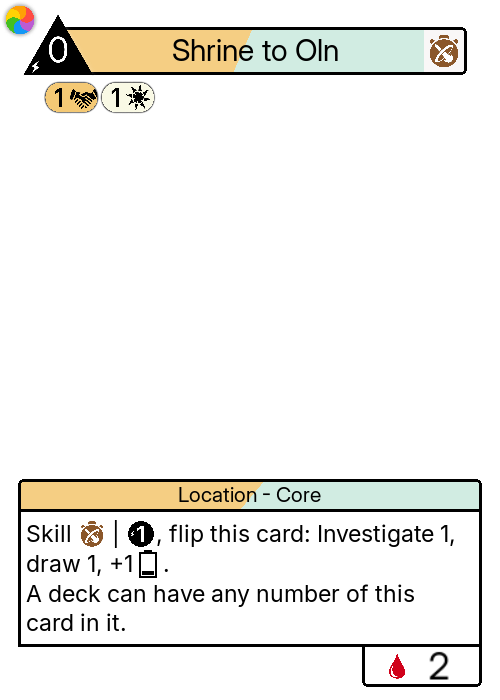 0
Shrine to Oln
1 1
Location - Core
Skill | 1, flip this card: Investigate 1,
draw 1, +1 .
A deck can have any number of this
card in it.
2